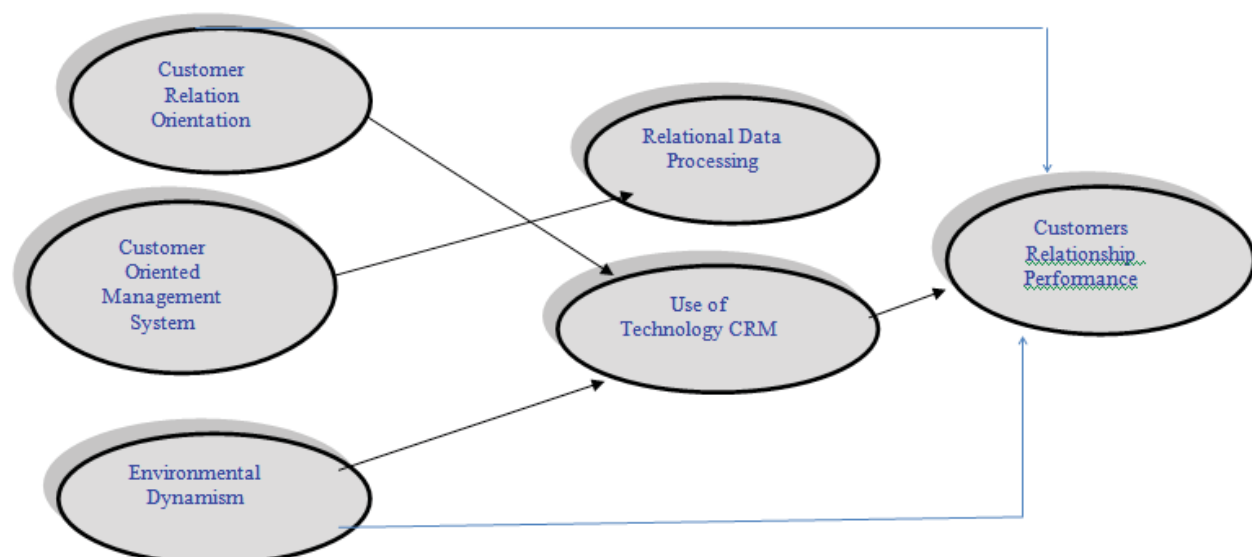 Customer
Relation
Orientation
Relational Data
Processing
Customer
Oriented
Management
System
Customers
Relationship
Performance
Use of
Technology CRM
Environmental
Dynamism